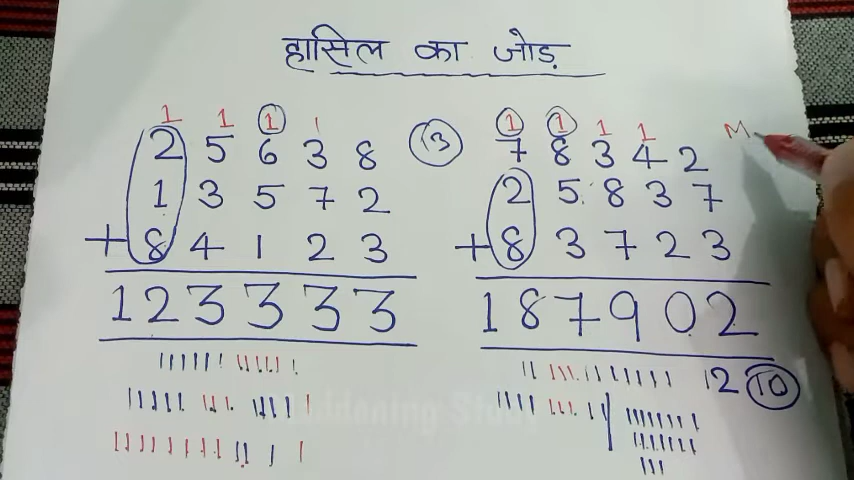 हासिल का जोड़
1 1 1 1
2 5 6 3 8
1 3 5 7 2
+ 8 4 1 2 3
1 2 3 3 3 3
13
1 1 1 1
7 8 3 4 2
2 5 8 3 7
+ 8 3 7 2 3
1 8 7 9 0 2
12 10
M